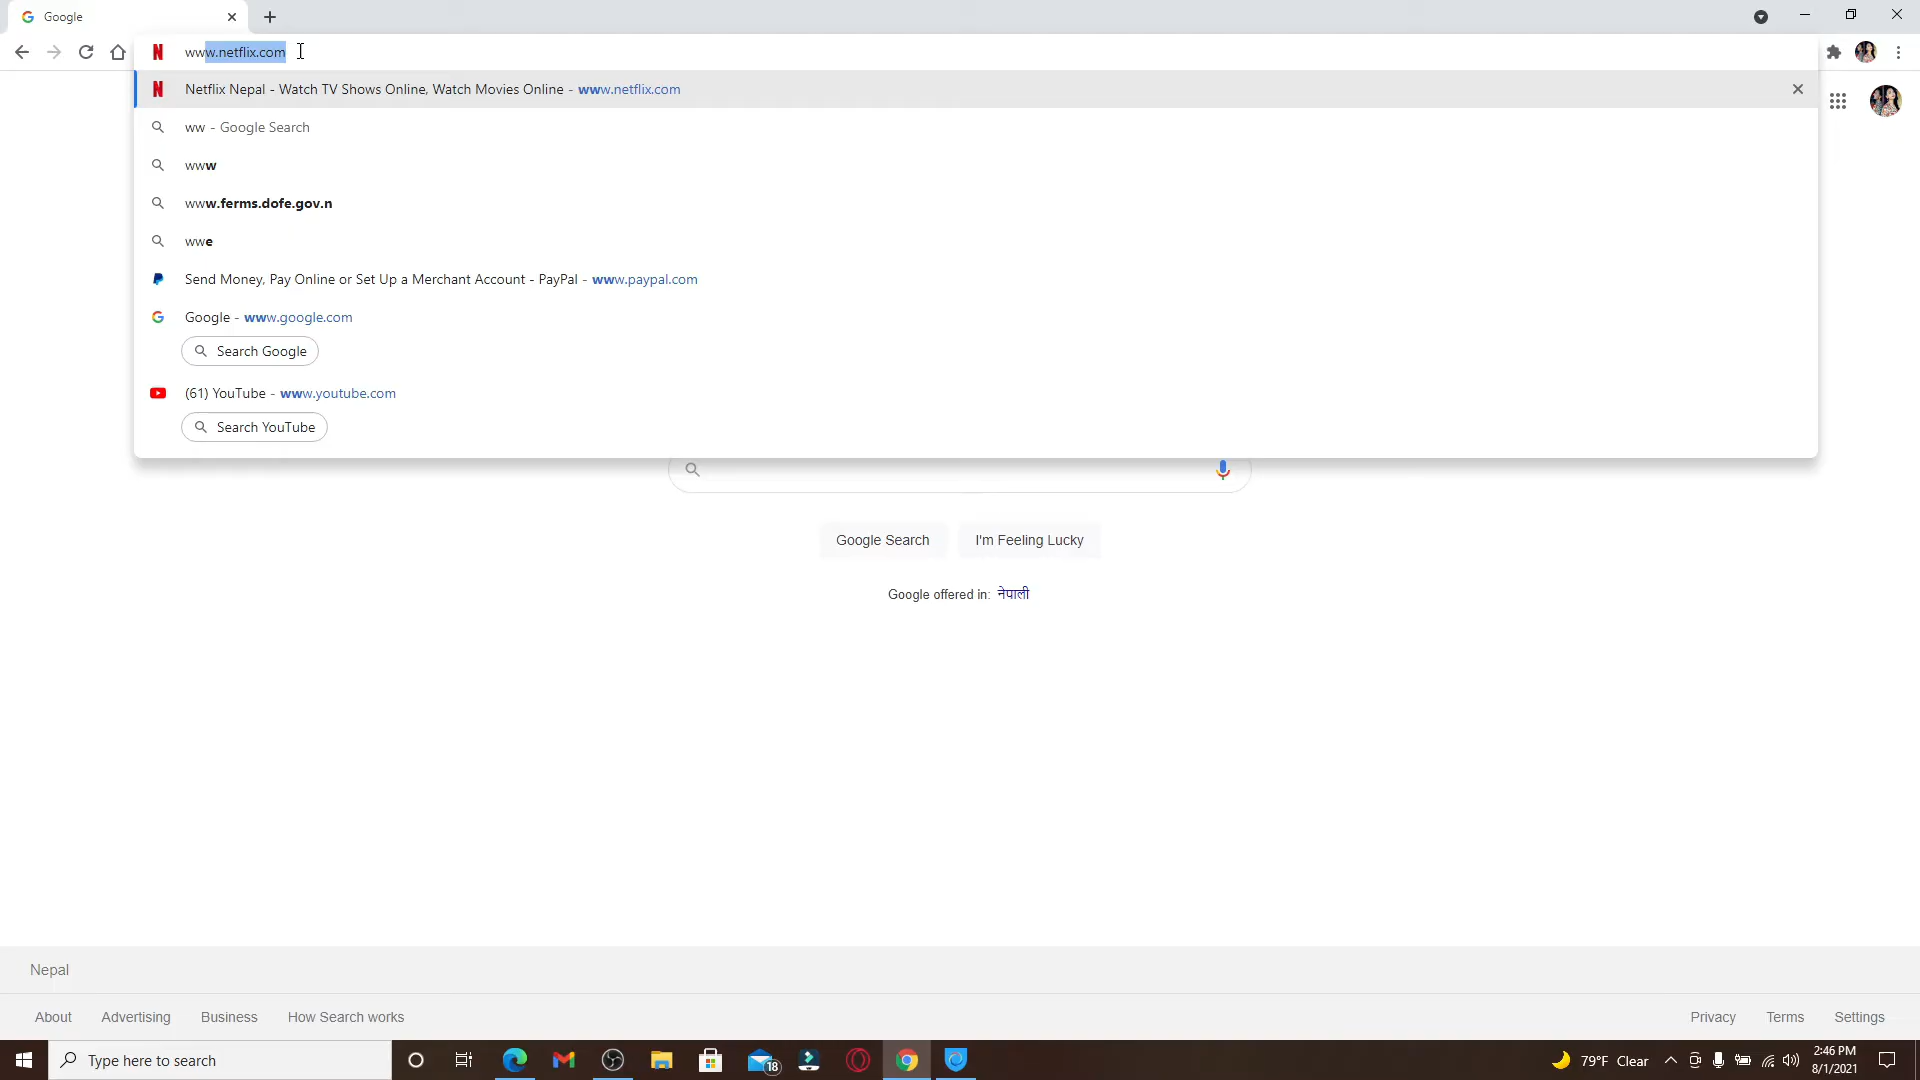 Google
www.netflix.com
Netflix Nepal - Watch TV Shows Online, Watch Movies Online - www.netflix.com
ww - Google Search
www
www.ferms.dofe.gov.n
wwe
Send Money, Pay Online or Set Up a Merchant Account - PayPal - www.paypal.com
Google - www.google.com
Search Google
(61) YouTube - www.youtube.com
Search YouTube
Google Search I'm Feeling Lucky
Google offered in: नेपाली
Nepal
About Advertising Business How Search works Privacy Terms Settings
Type here to search
18
79°F Clear
2:46 PM
8/1/2021